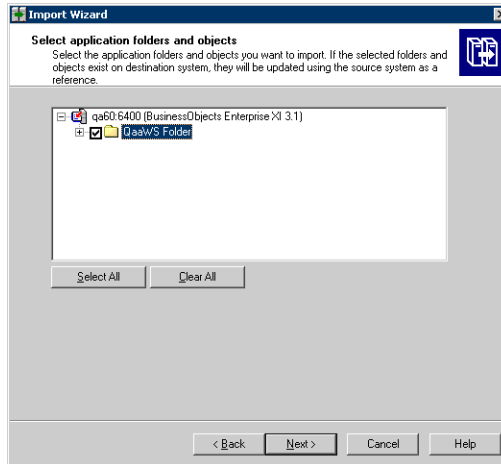 Import Wizard
Select application folders and objects
Select the application folders and objects you want to import. If the selected folders and
objects exist on destination system, they will be updated using the source system as a
reference.
qa60:6400 (BusinessObjects Enterprise XI 3.1)
QaaWS Folder
Select All
Clear All
< Back
Next >
Cancel
Help